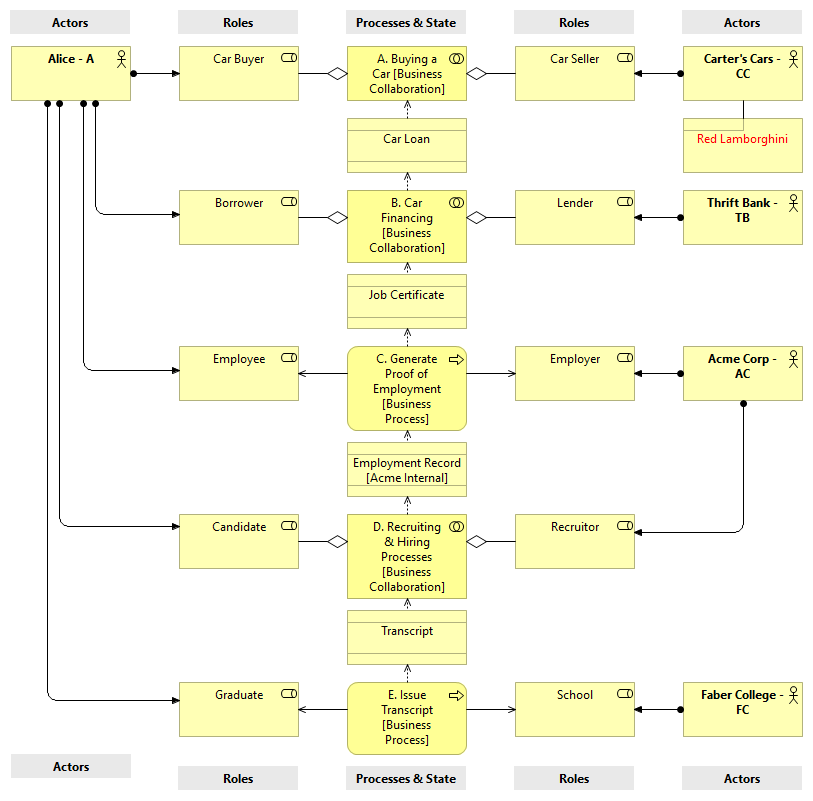 Actors
Roles
Processes & State
Roles
Actors
Alice - A
Car Buyer
A. Buying a
Car [Business
Collaboration]
Car Seller
Carter's Cars -
CC
Car Loan
Red Lamborghini
Borrower
B. Car
Financing
[Business
Collaboration]
Lender
Thrift Bank -
TB
Job Certificate
Employee
C. Generate
Proof of
Employment
[Business
Process]
Employer
Acme Corp -
AC
Employment Record
[Acme Internal]
Candidate
D. Recruiting
& Hiring
Processes
[Business
Collaboration]
Recruitor
Transcript
Graduate
E. Issue
Transcript
[Business
Process]
School
Faber College -
FC
Actors
Roles
Processes & State
Roles
Actors